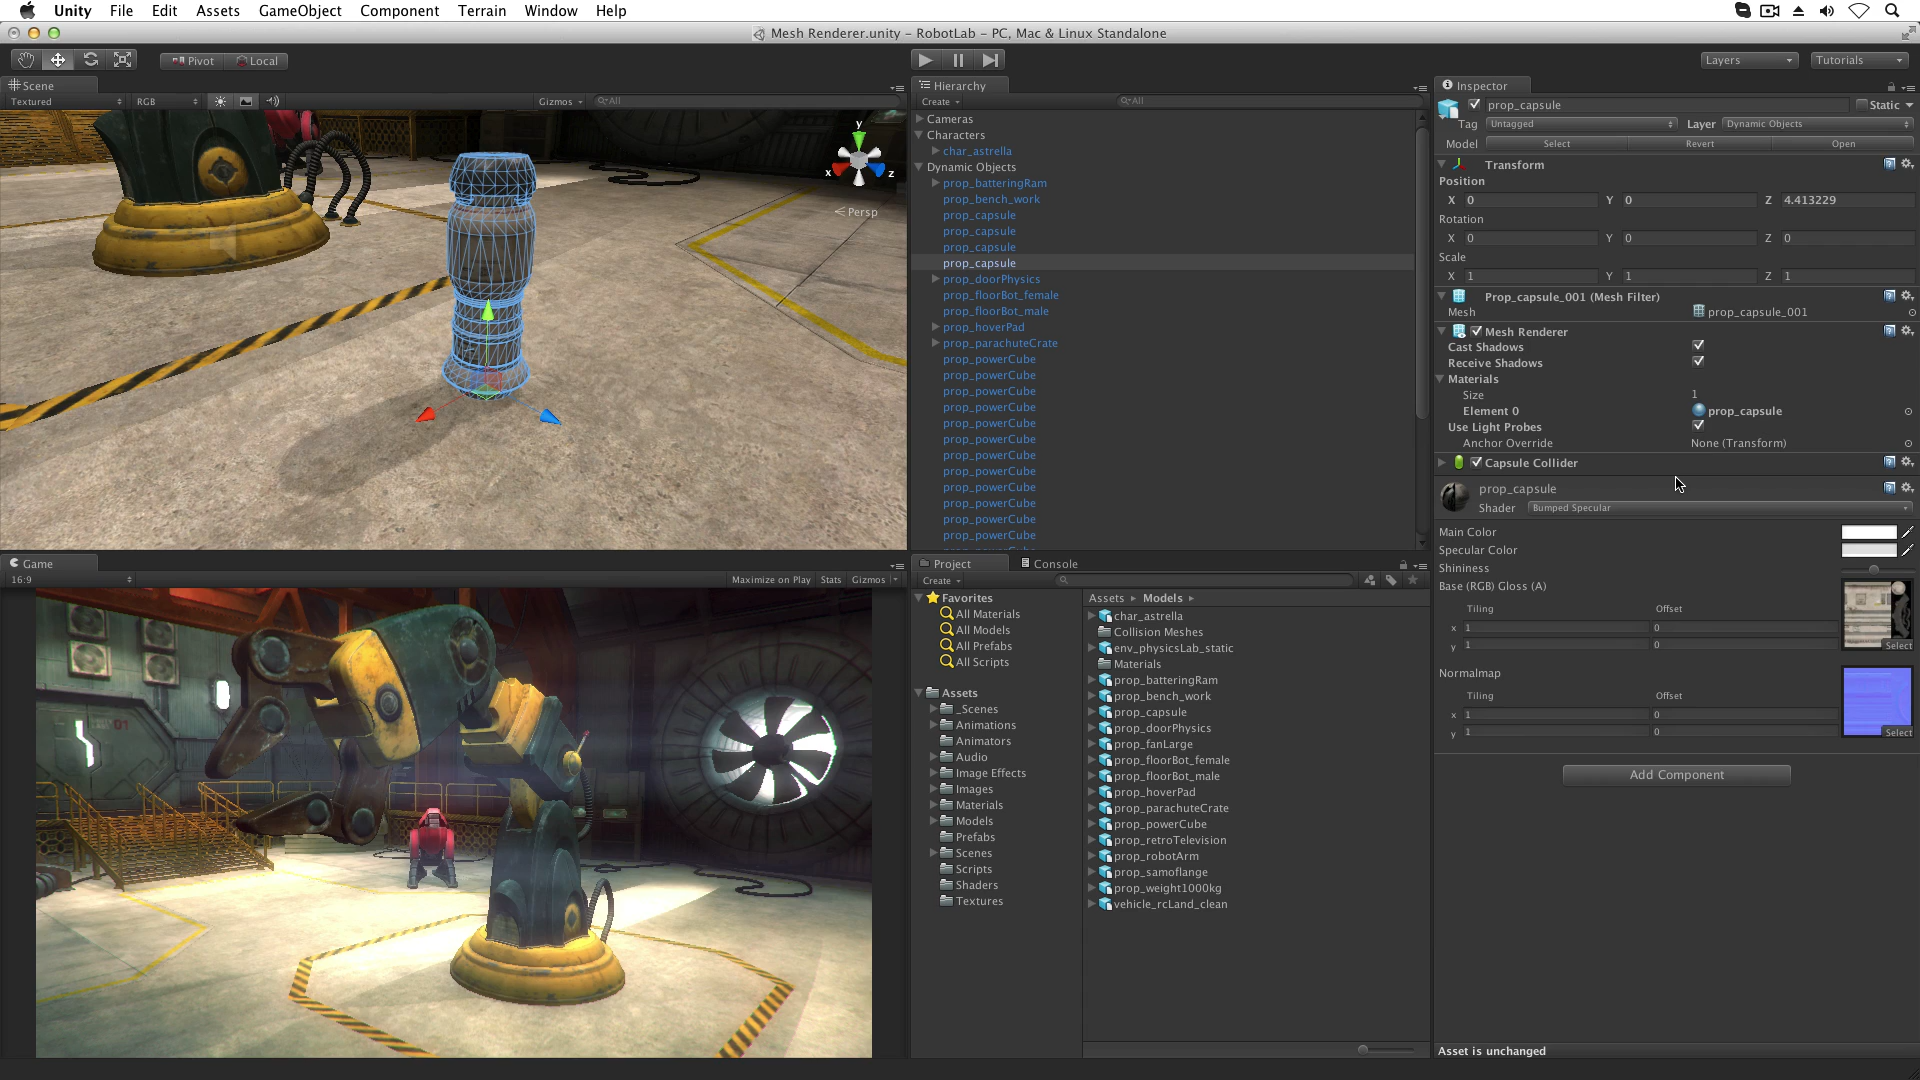 Unity File Edit Assets GameObject Component Terrain Window Help
Mesh Renderer.unity – RobotLab – PC, Mac & Linux Standalone
Pivot Local
Layers Tutorials
Scene
Textured RGB Gizmos All
y
x z
Persp
Game
16:9 Maximize on Play Stats Gizmos
01
Hierarchy
Create All
Cameras
Characters
char_astrella
Dynamic Objects
prop_batteringRam
prop_bench_work
prop_capsule
prop_capsule
prop_capsule
prop_capsule
prop_doorPhysics
prop_floorBot_female
prop_floorBot_male
prop_hoverPad
prop_parachuteCrate
prop_powerCube
prop_powerCube
prop_powerCube
prop_powerCube
prop_powerCube
prop_powerCube
prop_powerCube
prop_powerCube
prop_powerCube
prop_powerCube
prop_powerCube
prop_powerCube
Project Console
Create
Favorites
All Materials
All Models
All Prefabs
All Scripts
Assets
_Scenes
Animations
Animators
Audio
Image Effects
Images
Materials
Models
Prefabs
Scenes
Scripts
Shaders
Textures
Assets Models
char_astrella
Collision Meshes
env_physicsLab_static
Materials
prop_batteringRam
prop_bench_work
prop_capsule
prop_doorPhysics
prop_fanLarge
prop_floorBot_female
prop_floorBot_male
prop_hoverPad
prop_parachuteCrate
prop_powerCube
prop_retroTelevision
prop_robotArm
prop_samoflange
prop_weight1000kg
vehicle_rcLand_clean
Inspector
prop_capsule Static
Tag Untagged Layer Dynamic Objects
Model Select Revert Open
Transform
Position
X 0 Y 0 Z 4.413229
Rotation
X 0 Y 0 Z 0
Scale
X 1 Y 1 Z 1
Prop_capsule_001 (Mesh Filter)
Mesh prop_capsule_001
Mesh Renderer
Cast Shadows
Receive Shadows
Materials
Size 1
Element 0 prop_capsule
Use Light Probes
Anchor Override None (Transform)
Capsule Collider
prop_capsule
Shader Bumped Specular
Main Color
Specular Color
Shininess
Base (RGB) Gloss (A)
Tiling Offset
x 1 0
y 1 0
Select
Normalmap
Tiling Offset
x 1 0
y 1 0
Select
Add Component
Asset is unchanged